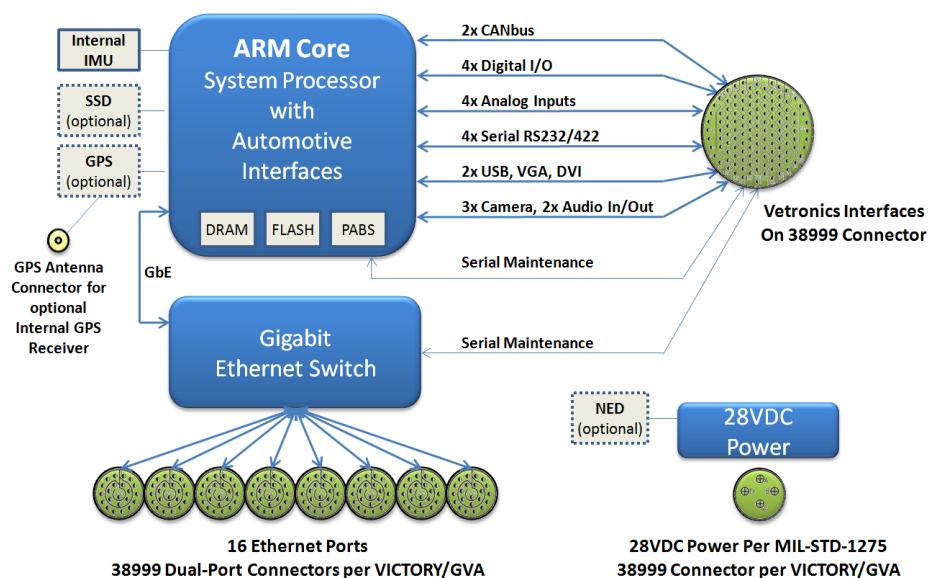 Internal
IMU
SSD
(optional)
GPS
(optional)
GPS Antenna
Connector for
optional
Internal GPS
Receiver
ARM Core
System Processor
with
Automotive
Interfaces
DRAM
FLASH
PABS
GbE
2x CANbus
4x Digital I/O
4x Analog Inputs
4x Serial RS232/422
2x USB, VGA, DVI
3x Camera, 2x Audio In/Out
Serial Maintenance
Vetronics Interfaces
On 38999 Connector
Gigabit
Ethernet Switch
Serial Maintenance
NED
(optional)
28VDC
Power
16 Ethernet Ports
38999 Dual-Port Connectors per VICTORY/GVA
28VDC Power Per MIL-STD-1275
38999 Connector per VICTORY/GVA